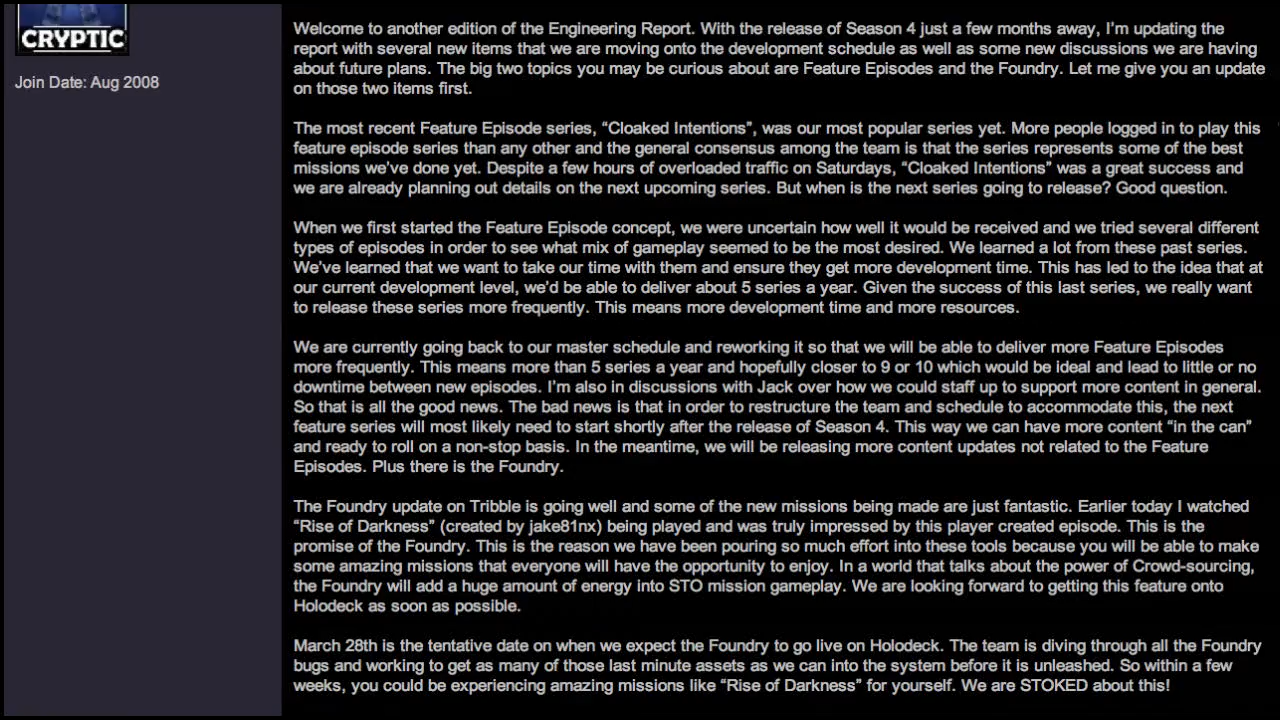 CRYPTIC
Join Date: Aug 2008
Welcome to another edition of the Engineering Report. With the release of Season 4 just a few months away, I'm updating the
report with several new items that we are moving onto the development schedule as well as some new discussions we are having
about future plans. The big two topics you may be curious about are Feature Episodes and the Foundry. Let me give you an update
on those two items first.
The most recent Feature Episode series, “Cloaked Intentions”, was our most popular series yet. More people logged in to play this
feature episode series than any other and the general consensus among the team is that the series represents some of the best
missions we've done yet. Despite a few hours of overloaded traffic on Saturdays, “Cloaked Intentions” was a great success and
we are already planning out details on the next upcoming series. But when is the next series going to release? Good question.
When we first started the Feature Episode concept, we were uncertain how well it would be received and we tried several different
types of episodes in order to see what mix of gameplay seemed to be the most desired. We learned a lot from these past series.
We've learned that we want to take our time with them and ensure they get more development time. This has led to the idea that at
our current development level, we'd be able to deliver about 5 series a year. Given the success of this last series, we really want
to release these series more frequently. This means more development time and more resources.
We are currently going back to our master schedule and reworking it so that we will be able to deliver more Feature Episodes
more frequently. This means more than 5 series a year and hopefully closer to 9 or 10 which would be ideal and lead to little or no
downtime between new episodes. I'm also in discussions with Jack over how we could staff up to support more content in general.
So that is all the good news. The bad news is that in order to restructure the team and schedule to accommodate this, the next
feature series will most likely need to start shortly after the release of Season 4. This way we can have more content “in the can”
and ready to roll on a non-stop basis. In the meantime, we will be releasing more content updates not related to the Feature
Episodes. Plus there is the Foundry.
The Foundry update on Tribble is going well and some of the new missions being made are just fantastic. Earlier today I watched
“Rise of Darkness” (created by jake81nx) being played and was truly impressed by this player created episode. This is the
promise of the Foundry. This is the reason we have been pouring so much effort into these tools because you will be able to make
some amazing missions that everyone will have the opportunity to enjoy. In a world that talks about the power of Crowd-sourcing,
the Foundry will add a huge amount of energy into STO mission gameplay. We are looking forward to getting this feature onto
Holodeck as soon as possible.
March 28th is the tentative date on when we expect the Foundry to go live on Holodeck. The team is diving through all the Foundry
bugs and working to get as many of those last minute assets as we can into the system before it is unleashed. So within a few
weeks, you could be experiencing amazing missions like “Rise of Darkness” for yourself. We are STOKED about this!